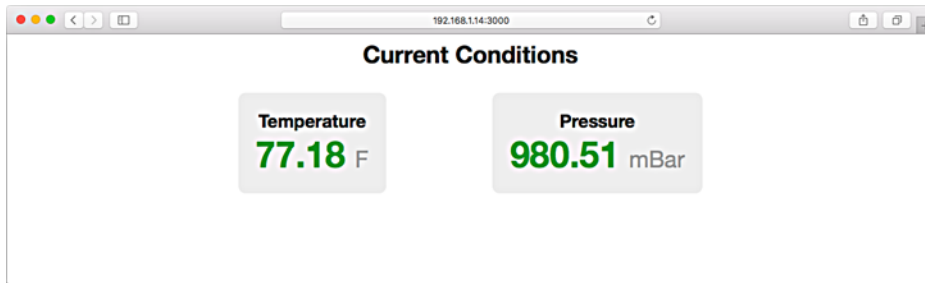 192.168.1.14:3000
Current Conditions
Temperature
77.18 F
Pressure
980.51 mBar